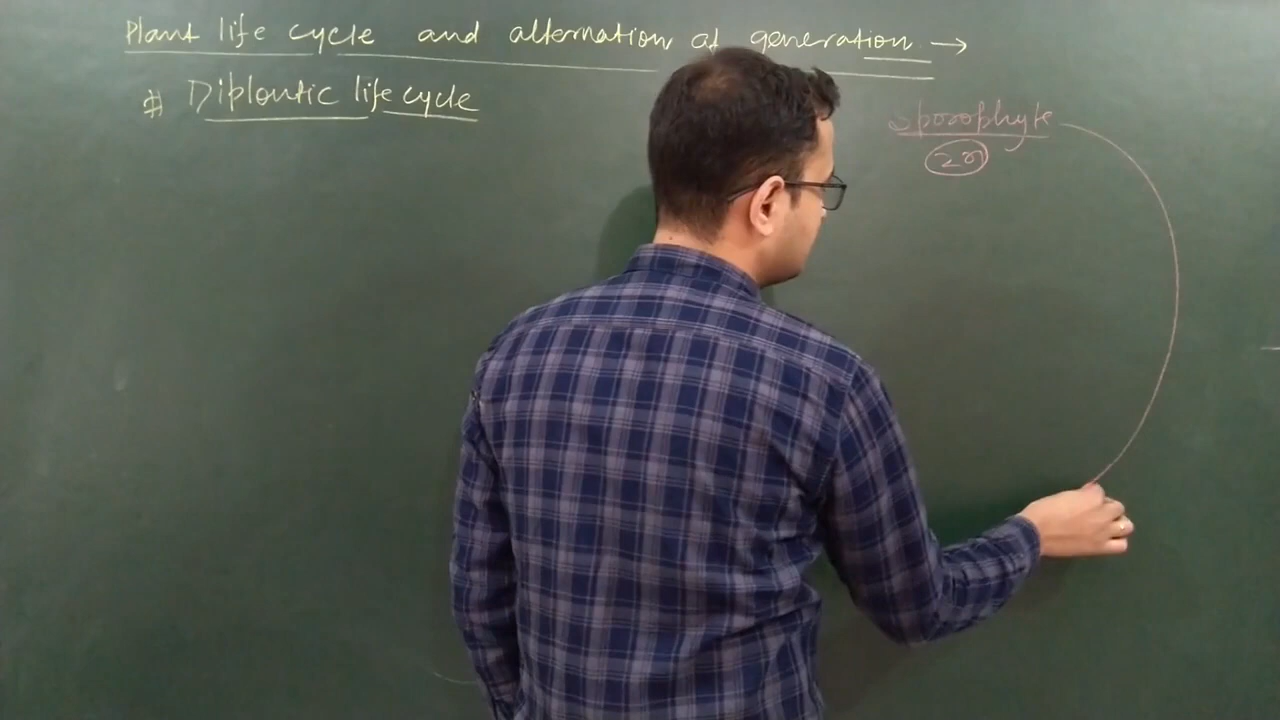 Plant life cycle and alternation of generation →
# Diplontic life cycle
Sporophyte
2n